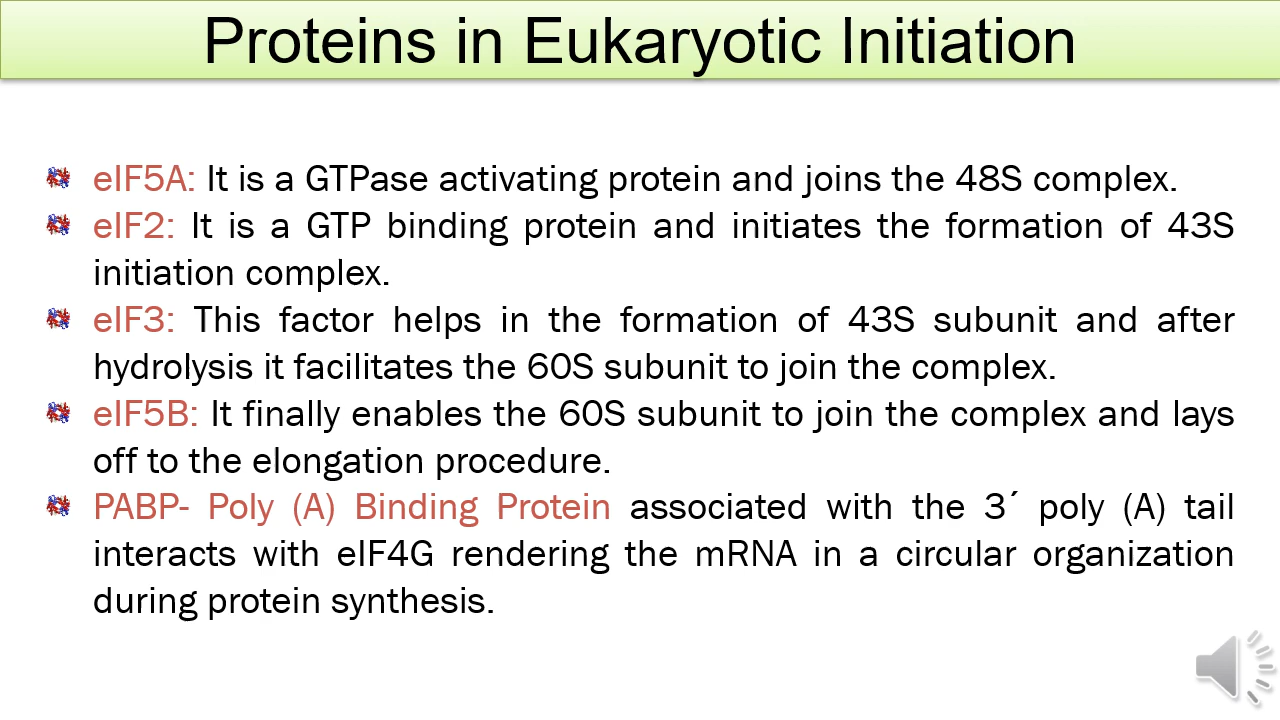 Proteins in Eukaryotic Initiation
eIF5A: It is a GTPase activating protein and joins the 48S complex.
eIF2: It is a GTP binding protein and initiates the formation of 43S
initiation complex.
eIF3: This factor helps in the formation of 43S subunit and after
hydrolysis it facilitates the 60S subunit to join the complex.
eIF5B: It finally enables the 60S subunit to join the complex and lays
off to the elongation procedure.
PABP- Poly (A) Binding Protein associated with the 3´ poly (A) tail
interacts with eIF4G rendering the mRNA in a circular organization
during protein synthesis.